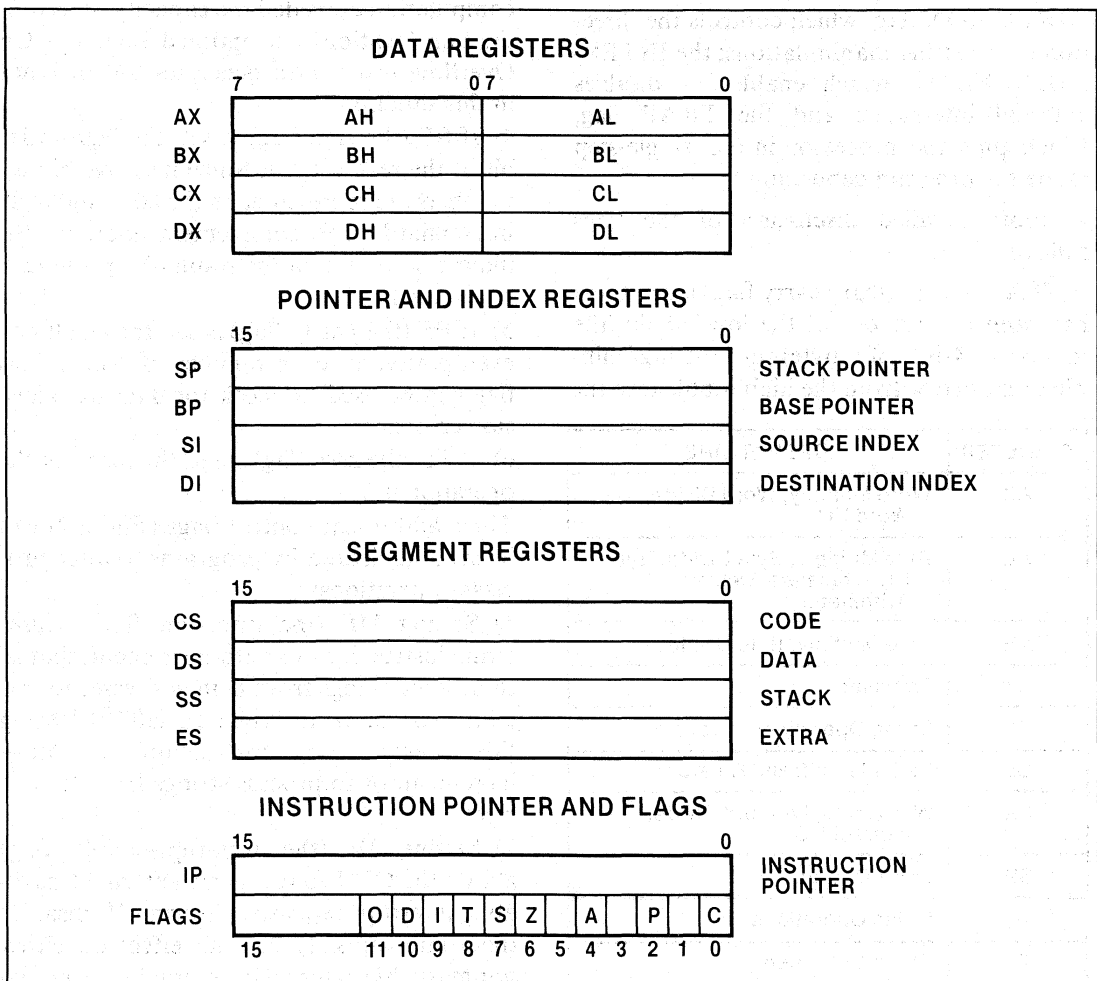 DATA REGISTERS
7 0 7 0
AX AH AL
BX BH BL
CX CH CL
DX DH DL
POINTER AND INDEX REGISTERS
15 0
SP STACK POINTER
BP BASE POINTER
SI SOURCE INDEX
DI DESTINATION INDEX
SEGMENT REGISTERS
15 0
CS CODE
DS DATA
SS STACK
ES EXTRA
INSTRUCTION POINTER AND FLAGS
15 0
IP INSTRUCTION
POINTER
FLAGS O D I T S Z A P C
15 11 10 9 8 7 6 5 4 3 2 1 0